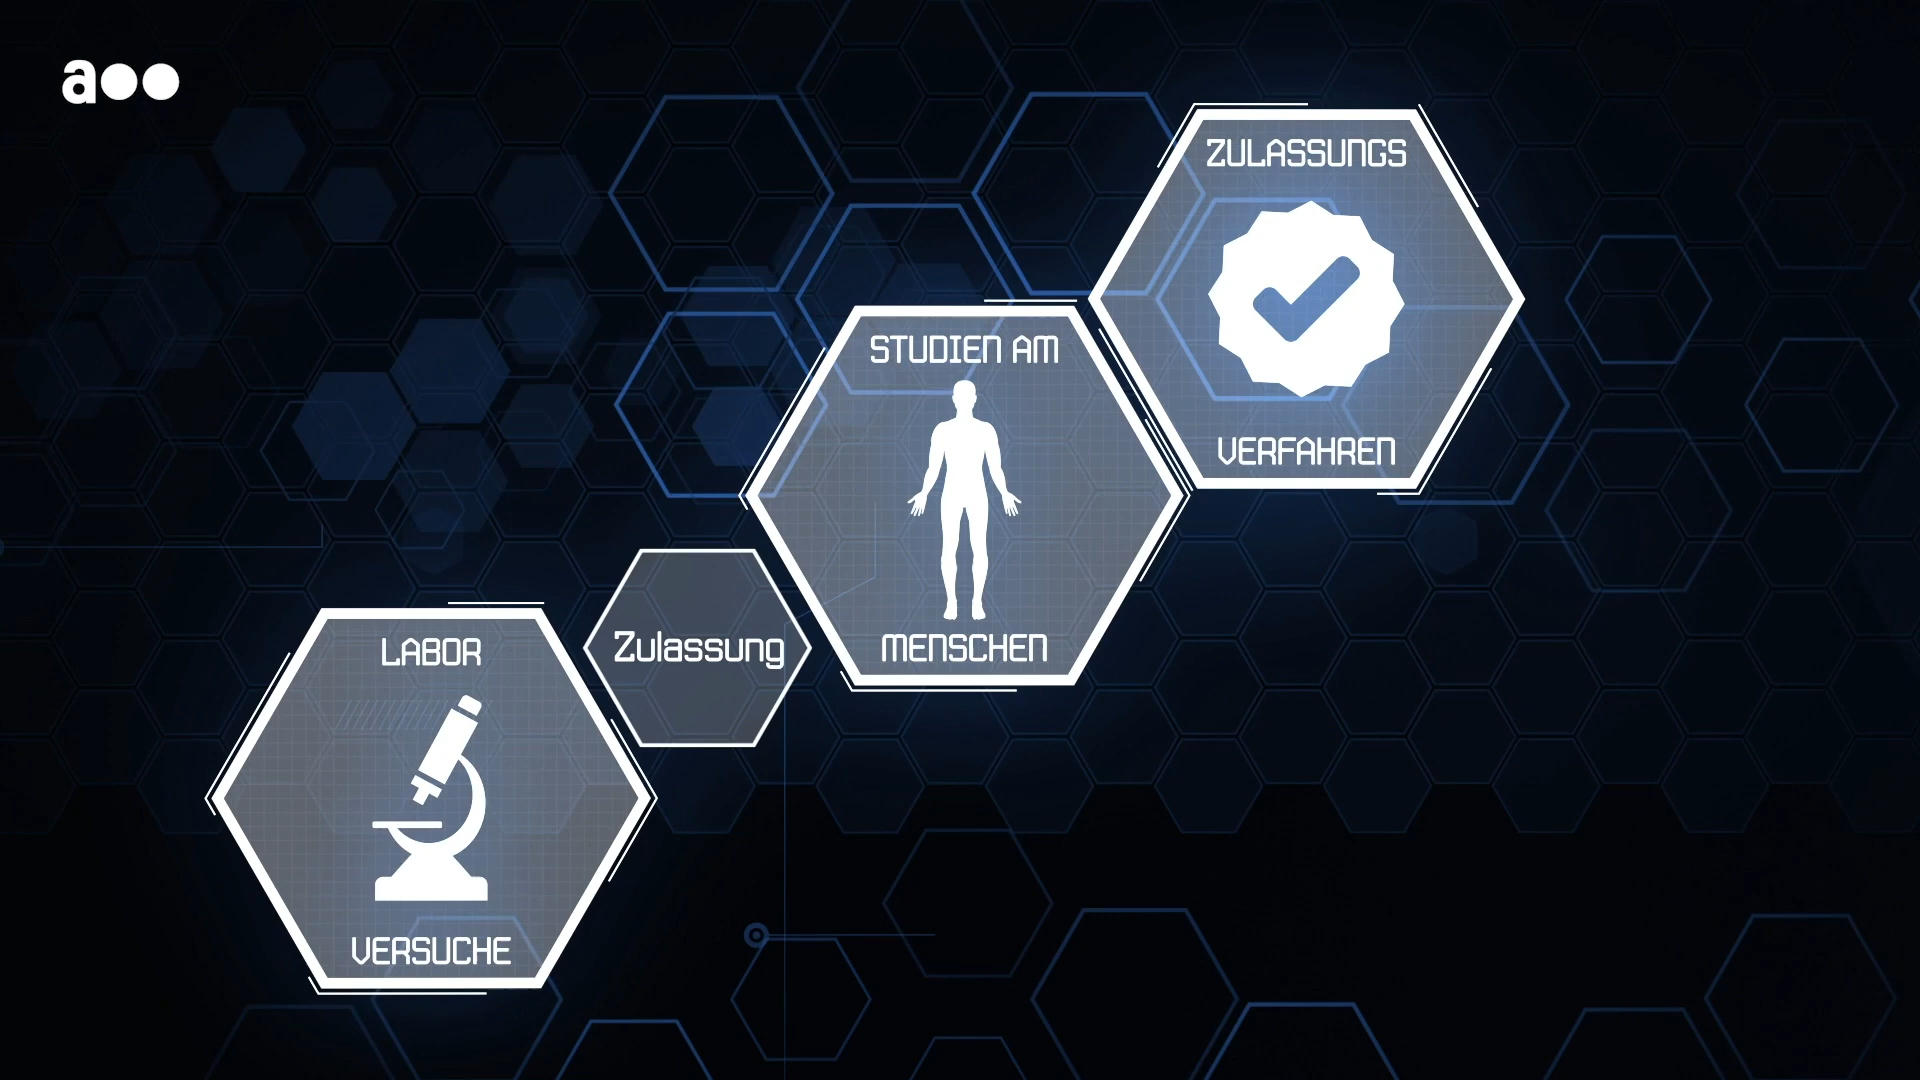 a
ZULASSUNGS
VERFAHREN
STUDIEN AM
MENSCHEN
Zulassung
LABOR
VERSUCHE